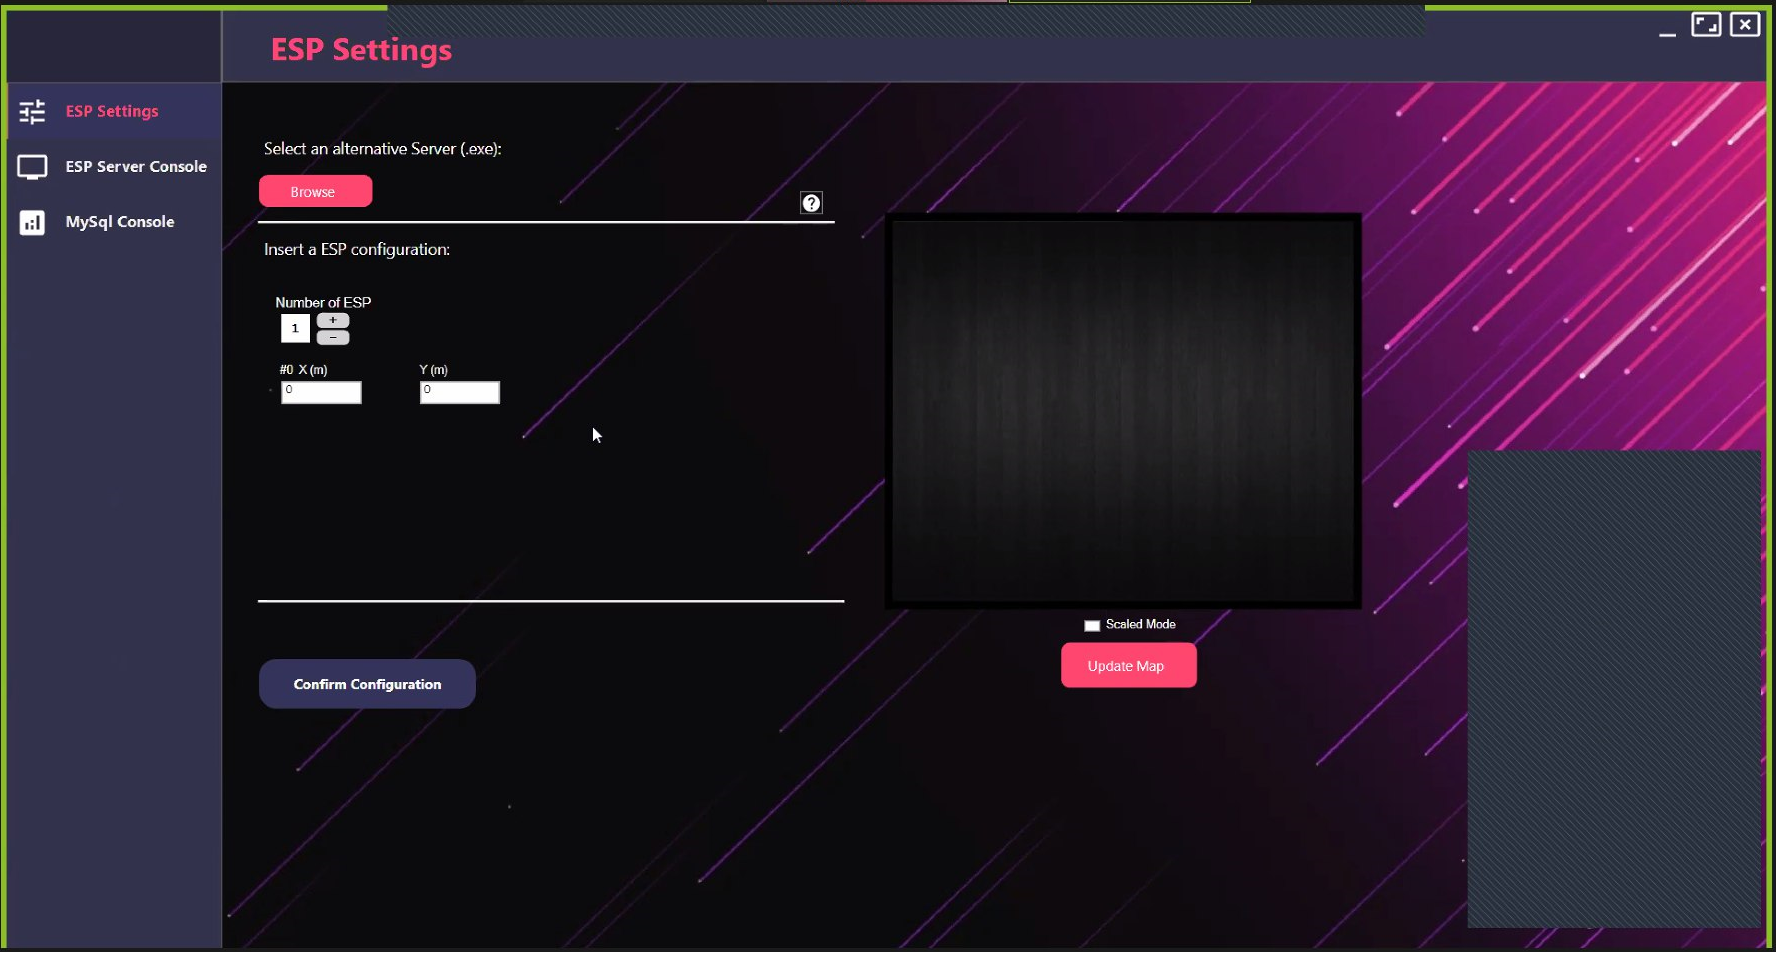 ESP Settings
ESP Settings
ESP Server Console
MySql Console
Select an alternative Server (.exe):
Browse
?
Insert a ESP configuration:
Number of ESP
1
+
−
#0 X (m)
Y (m)
0
0
Scaled Mode
Update Map
Confirm Configuration